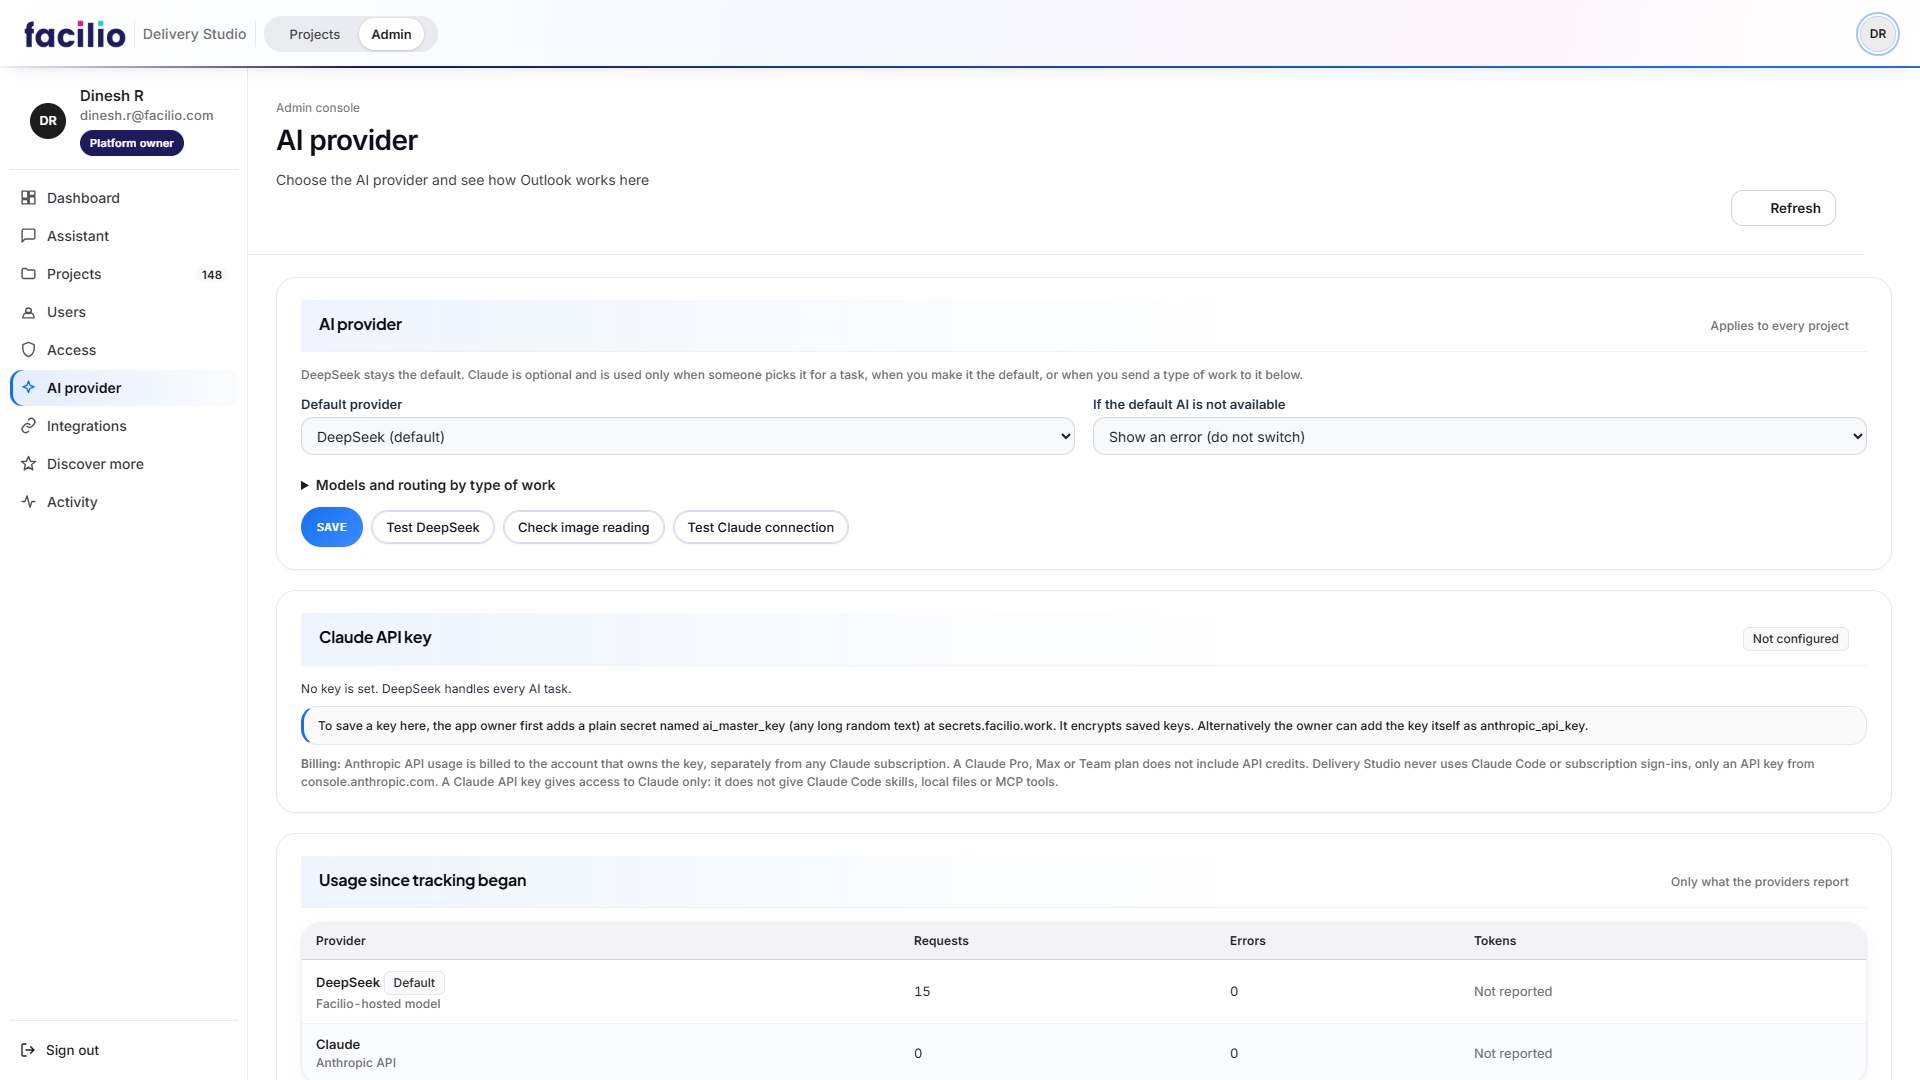 facilio
Delivery Studio
Projects
Admin
DR
DR
Dinesh R
dinesh.r@facilio.com
Platform owner
Dashboard
Assistant
Projects 148
Users
Access
AI provider
Integrations
Discover more
Activity
Sign out
Admin console
AI provider
Choose the AI provider and see how Outlook works here
Refresh
AI provider
Applies to every project
DeepSeek stays the default. Claude is optional and is used only when someone picks it for a task, when you make it the default, or when you send a type of work to it below.
Default provider
DeepSeek (default)
If the default AI is not available
Show an error (do not switch)
Models and routing by type of work
SAVE
Test DeepSeek
Check image reading
Test Claude connection
Claude API key
Not configured
No key is set. DeepSeek handles every AI task.
To save a key here, the app owner first adds a plain secret named ai_master_key (any long random text) at secrets.facilio.work. It encrypts saved keys. Alternatively the owner can add the key itself as anthropic_api_key.
Billing: Anthropic API usage is billed to the account that owns the key, separately from any Claude subscription. A Claude Pro, Max or Team plan does not include API credits. Delivery Studio never uses Claude Code or subscription sign-ins, only an API key from
console.anthropic.com. A Claude API key gives access to Claude only: it does not give Claude Code skills, local files or MCP tools.
Usage since tracking began
Only what the providers report
Provider Requests Errors Tokens
DeepSeek Default
Facilio-hosted model
15 0 Not reported
Claude
Anthropic API
0 0 Not reported